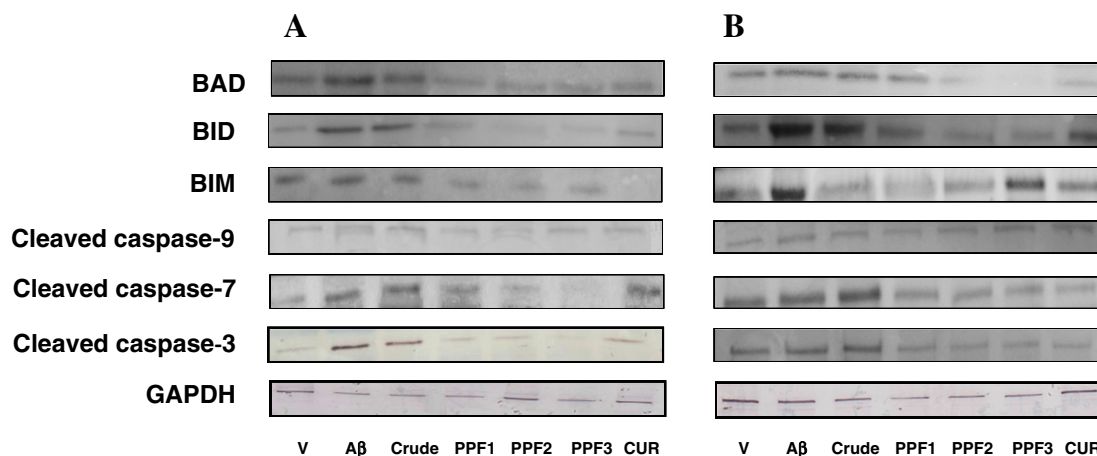 A B
BAD
BID
BIM
Cleaved caspase-9
Cleaved caspase-7
Cleaved caspase-3
GAPDH
V Aβ Crude PPF1 PPF2 PPF3 CUR V Aβ Crude PPF1 PPF2 PPF3 CUR